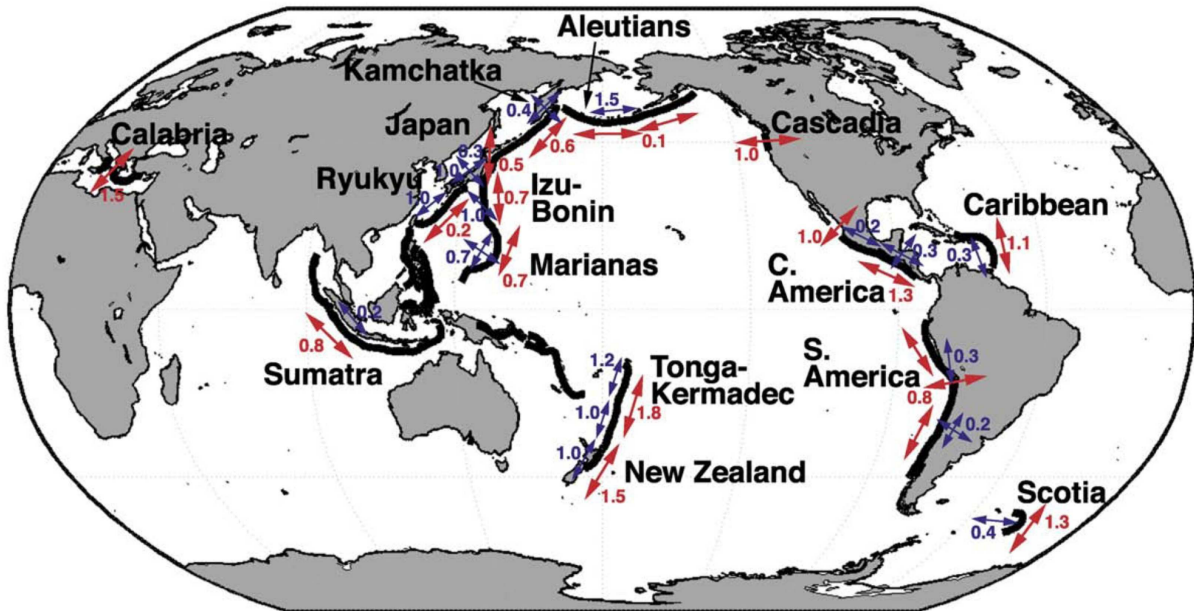 Aleutians
Kamchatka
0.4
1.5
Calabria
Japan
Cascadia
0.6
0.1
1.0
0.3
0.5
1.5
Ryukyu
1.0
0.7
Izu-
Bonin
1.0
1.0
0.2
Caribbean
0.2
1.0
0.3
0.3
1.1
0.7
Marianas
0.7
C.
America
1.3
0.2
0.8
Sumatra
S.
America
0.3
0.8
1.2
Tonga-
Kermadec
1.0
1.8
0.2
1.0
New Zealand
1.5
Scotia
0.4
1.3